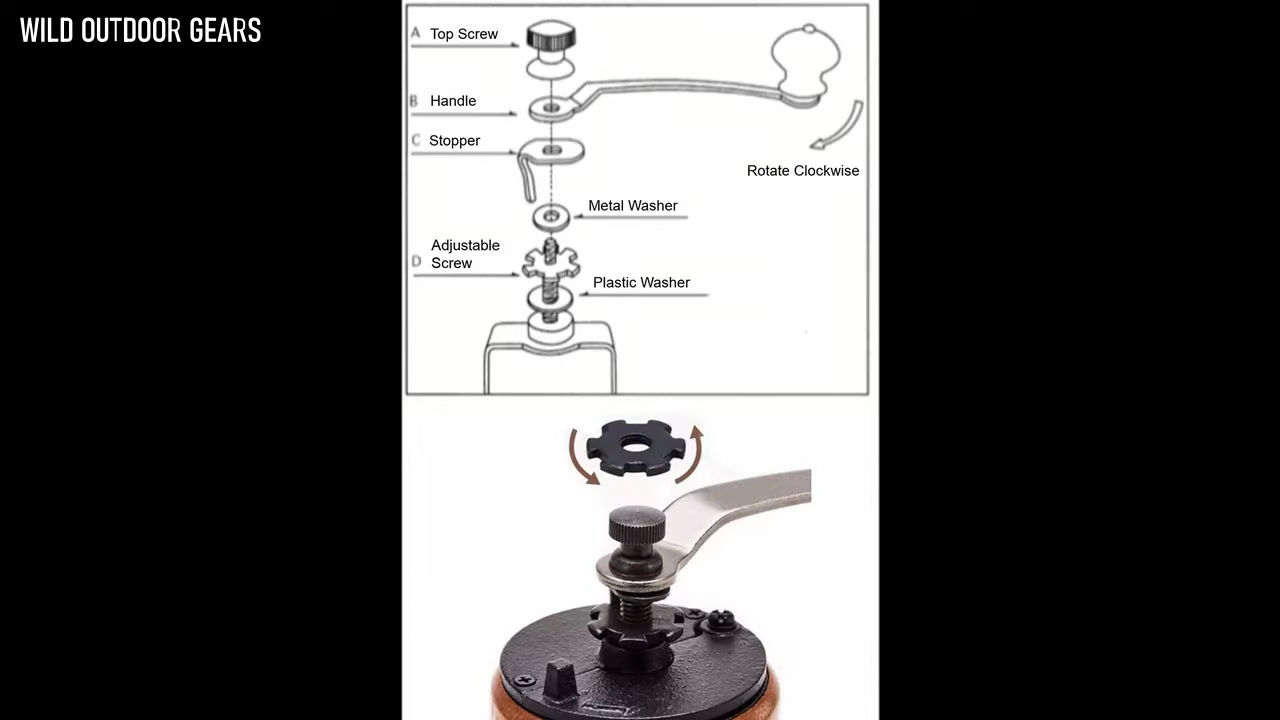 WILD OUTDOOR GEARS
A Top Screw
B Handle
C Stopper
Rotate Clockwise
Metal Washer
D Adjustable
Screw
Plastic Washer